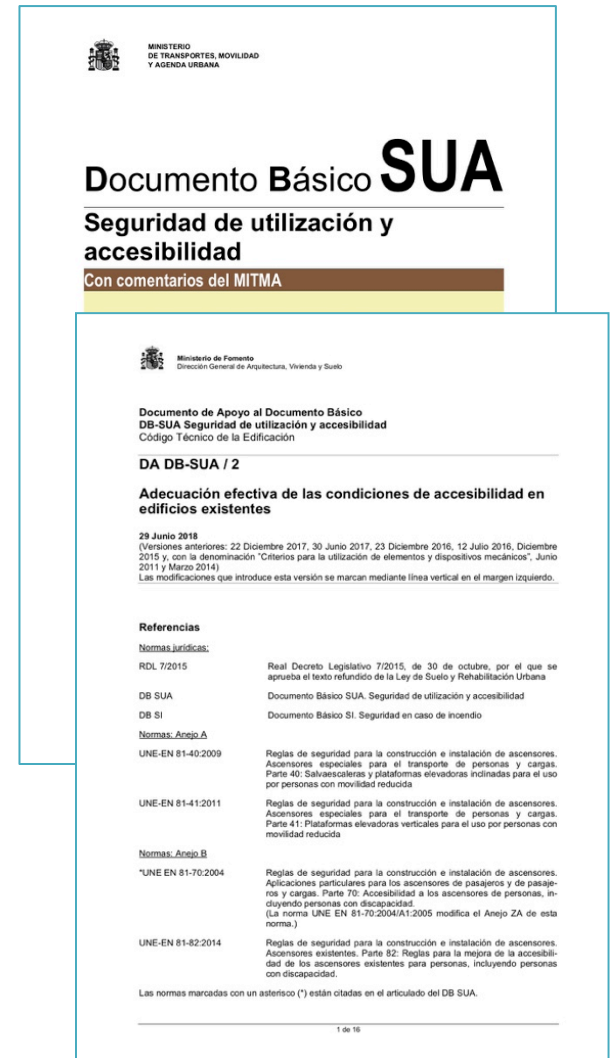 MINISTERIO
DE TRANSPORTES, MOVILIDAD
Y AGENDA URBANA
Documento Básico SUA
Seguridad de utilización y
accesibilidad
Con comentarios del MITMA
Ministerio de Fomento
Dirección General de Arquitectura, Vivienda y Suelo
Documento de Apoyo al Documento Básico
DB-SUA Seguridad de utilización y accesibilidad
Código Técnico de la Edificación
DA DB-SUA / 2
Adecuación efectiva de las condiciones de accesibilidad en
edificios existentes
29 Junio 2018
(Versiones anteriores: 22 Diciembre 2017, 30 Junio 2017, 23 Diciembre 2016, 12 Julio 2016, Diciembre
2015 y, con la denominación "Criterios para la utilización de elementos y dispositivos mecánicos", Junio
2011 y Marzo 2014)
Las modificaciones que introduce esta versión se marcan mediante línea vertical en el margen izquierdo.
Referencias
Normas jurídicas:
RDL 7/2015 Real Decreto Legislativo 7/2015, de 30 de octubre, por el que se
aprueba el texto refundido de la Ley de Suelo y Rehabilitación Urbana
DB SUA Documento Básico SUA. Seguridad de utilización y accesibilidad
DB SI Documento Básico SI. Seguridad en caso de incendio
Normas: Anejo A
UNE-EN 81-40:2009 Reglas de seguridad para la construcción e instalación de ascensores.
Ascensores especiales para el transporte de personas y cargas.
Parte 40: Salvaescaleras y plataformas elevadoras inclinadas para el uso
por personas con movilidad reducida
UNE-EN 81-41:2011 Reglas de seguridad para la construcción e instalación de ascensores.
Ascensores especiales para el transporte de personas y cargas.
Parte 41: Plataformas elevadoras verticales para el uso por personas con
movilidad reducida
Normas: Anejo B
*UNE EN 81-70:2004 Reglas de seguridad para la construcción e instalación de ascensores.
Aplicaciones particulares para los ascensores de pasajeros y de pasaje-
ros y cargas. Parte 70: Accesibilidad a los ascensores de personas, in-
cluyendo personas con discapacidad.
(La norma UNE EN 81-70:2004/A1:2005 modifica el Anejo ZA de esta
norma.)
UNE-EN 81-82:2014 Reglas de seguridad para la construcción e instalación de ascensores.
Ascensores existentes. Parte 82: Reglas para la mejora de la accesibili-
dad de los ascensores existentes para personas, incluyendo personas
con discapacidad.
Las normas marcadas con un asterisco (*) están citadas en el articulado del DB SUA.
1 de 16